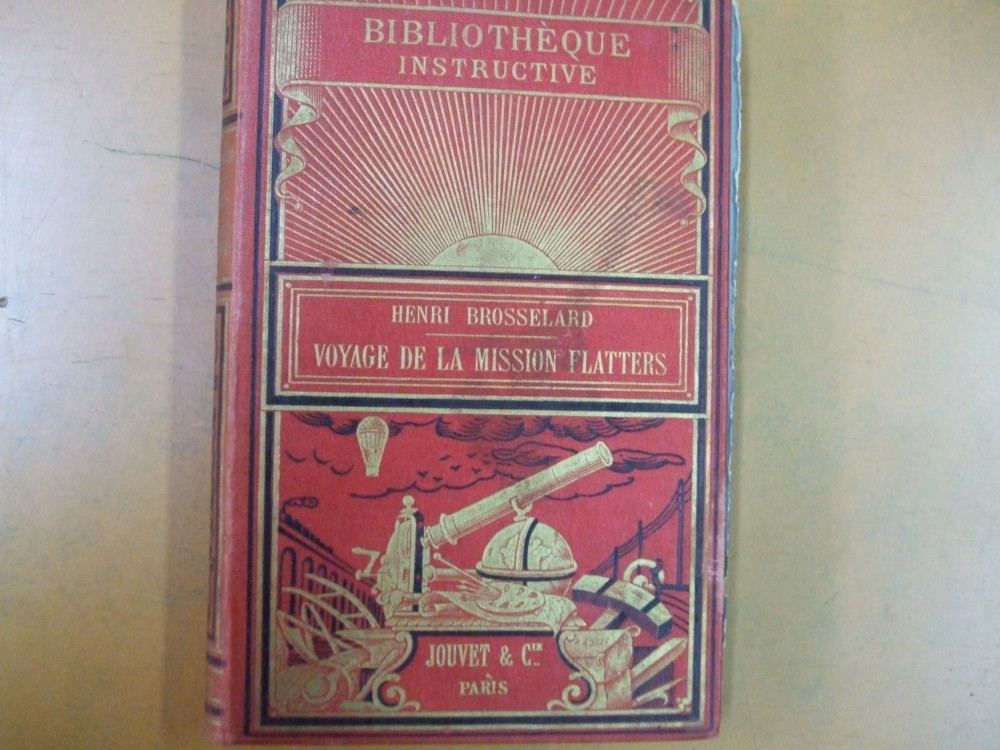 BIBLIOTHÈQUE
INSTRUCTIVE
HENRI BROSSELARD
VOYAGE DE LA MISSION FLATTERS
JOUVET & CIE
PARIS